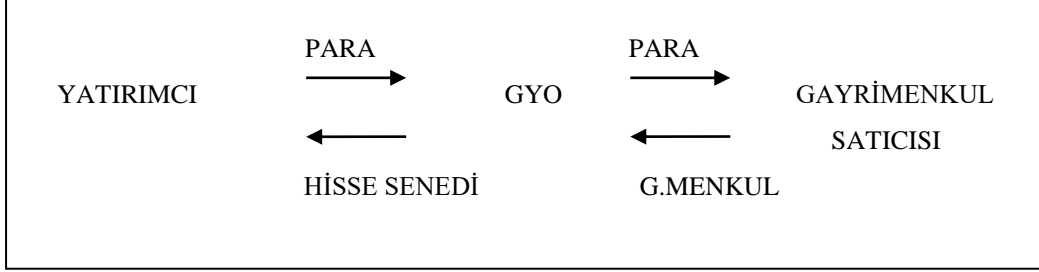 PARA PARA
YATIRIMCI GYO GAYRİMENKUL
SATICISI
HİSSE SENEDİ G.MENKUL